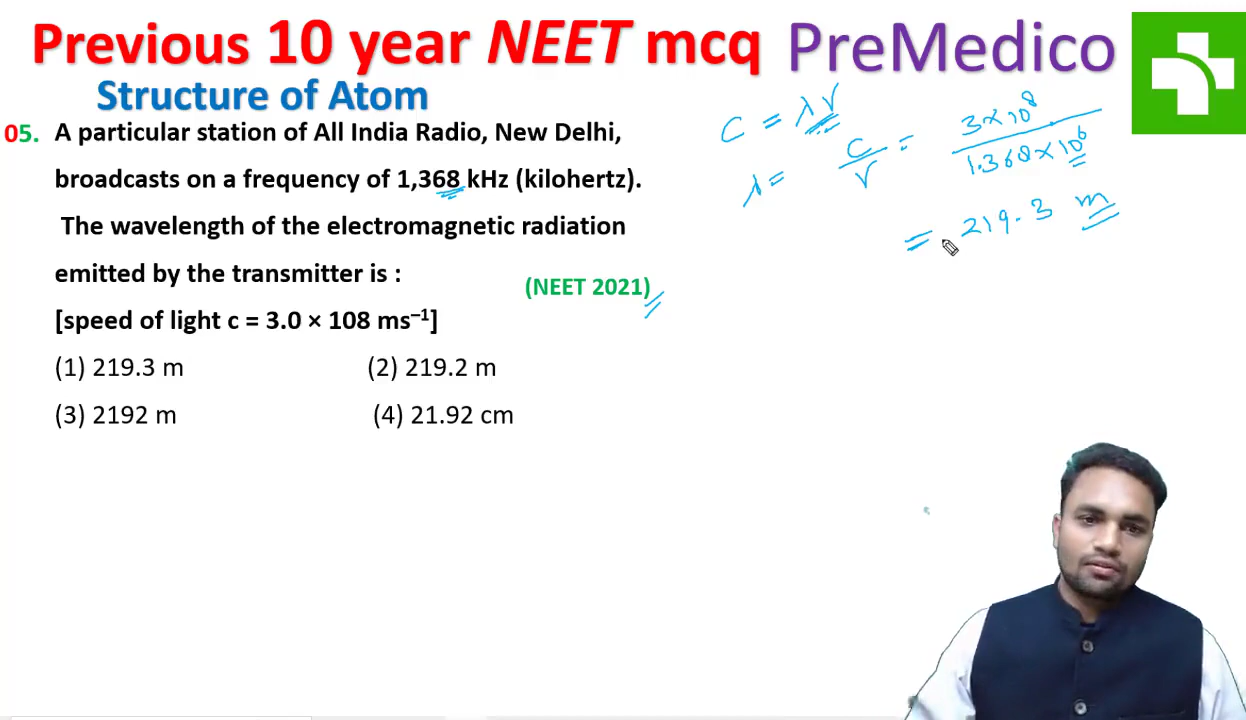 Previous 10 year NEET mcq PreMedico
Structure of Atom
05. A particular station of All India Radio, New Delhi,
broadcasts on a frequency of 1,368 kHz (kilohertz).
The wavelength of the electromagnetic radiation
emitted by the transmitter is :
(NEET 2021)
[speed of light c = 3.0 × 108 ms⁻¹]
(1) 219.3 m (2) 219.2 m
(3) 2192 m (4) 21.92 cm
C = λν
λ = C/ν = 3×10⁸/1.368×10⁶
= 219.3 m